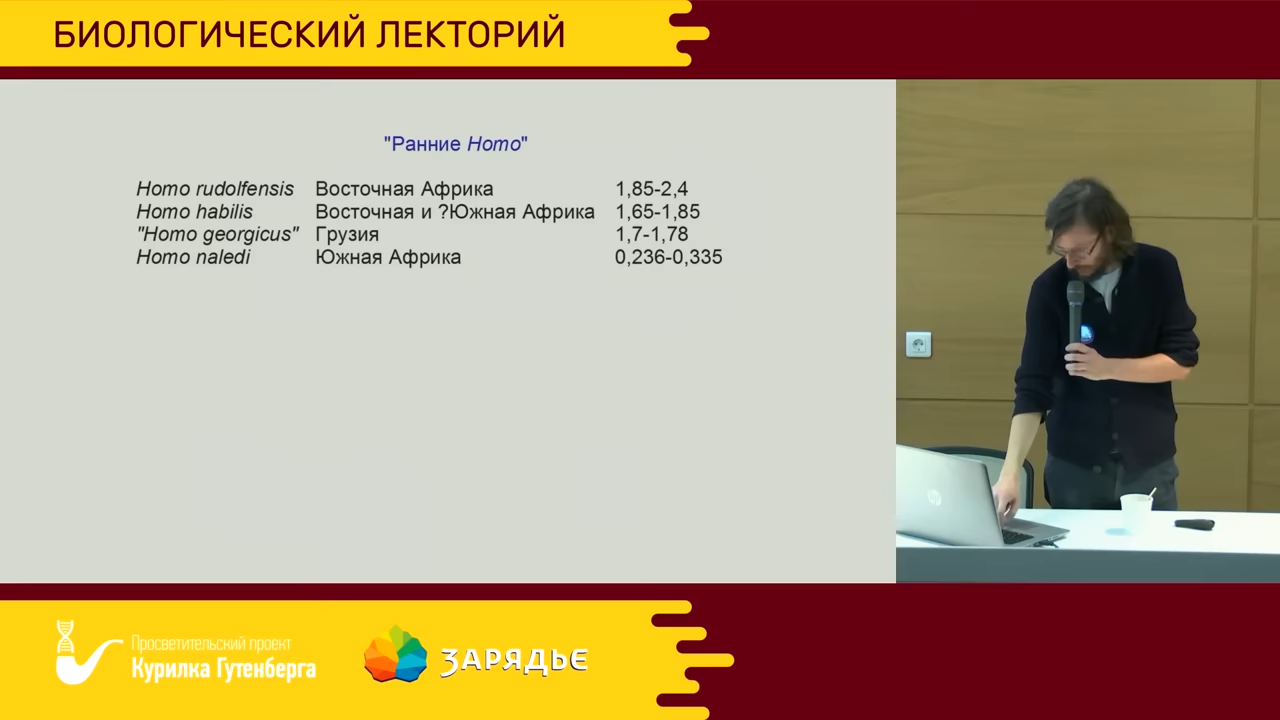 БИОЛОГИЧЕСКИЙ ЛЕКТОРИЙ
"Ранние Homo"
Homo rudolfensis Восточная Африка 1,85-2,4
Homo habilis Восточная и ?Южная Африка 1,65-1,85
"Homo georgicus" Грузия 1,7-1,78
Homo naledi Южная Африка 0,236-0,335
hp
Просветительский проект
Курилка Гутенберга
ЗАРЯДЬЕ